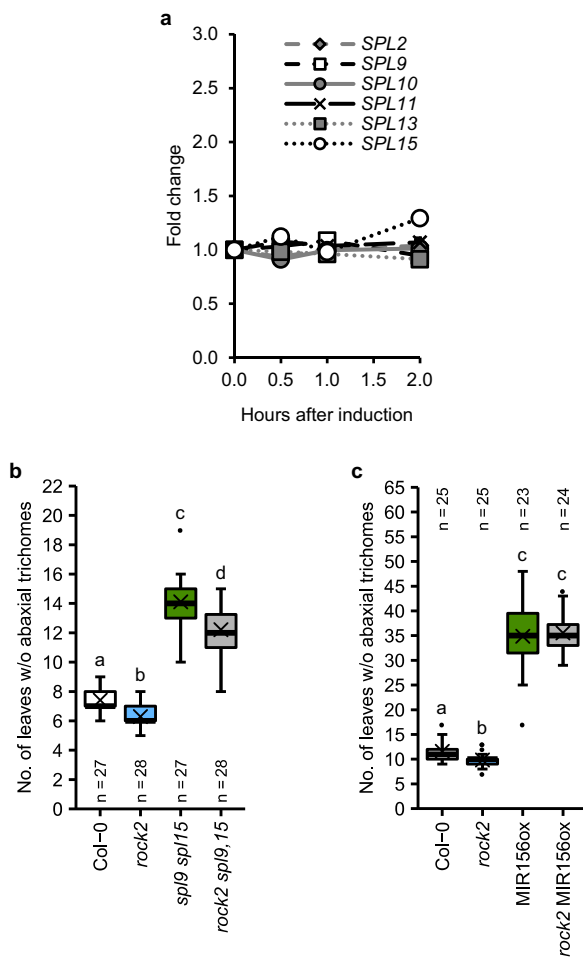 a
3.0
2.5
2.0
1.5
1.0
0.5
0.0
Fold change
SPL2
SPL9
SPL10
SPL11
SPL13
SPL15
0.0 0.5 1.0 1.5 2.0
Hours after induction
b
No. of leaves w/o abaxial trichomes
22
20
18
16
14
12
10
8
6
4
2
0
a b c d
n = 27 n = 28 n = 27 n = 28
Col−0
rock2
spl9 spl15
rock2 spl9,15
c
No. of leaves w/o abaxial trichomes
65
60
55
50
45
40
35
30
25
20
15
10
5
0
n = 25 n = 25 n = 23 n = 24
a b c c
Col−0
rock2
MIR156ox
rock2 MIR156ox